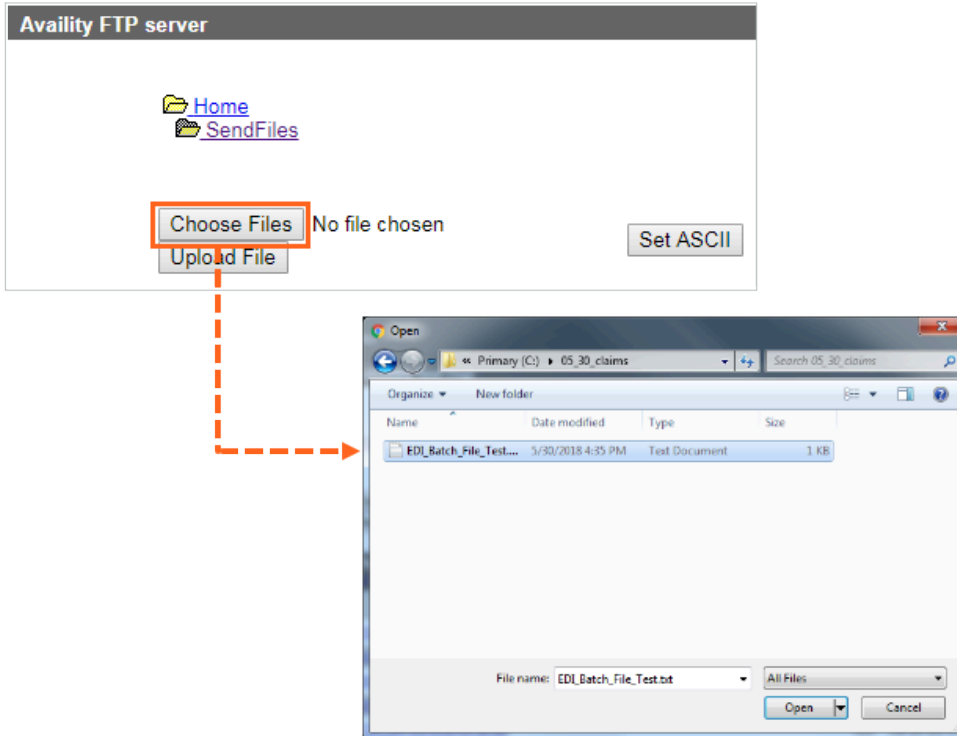 Availity FTP server
Home
SendFiles
Choose Files No file chosen
Set ASCII
Upload File
Open
« Primary (C:) ▸ 05_30_claims
Search 05_30_claims
Organize ▾ New folder
Name Date modified Type Size
EDI_Batch_File_Test.... 5/30/2018 4:35 PM Text Document 1 KB
File name: EDI_Batch_File_Test.txt All Files
Open Cancel